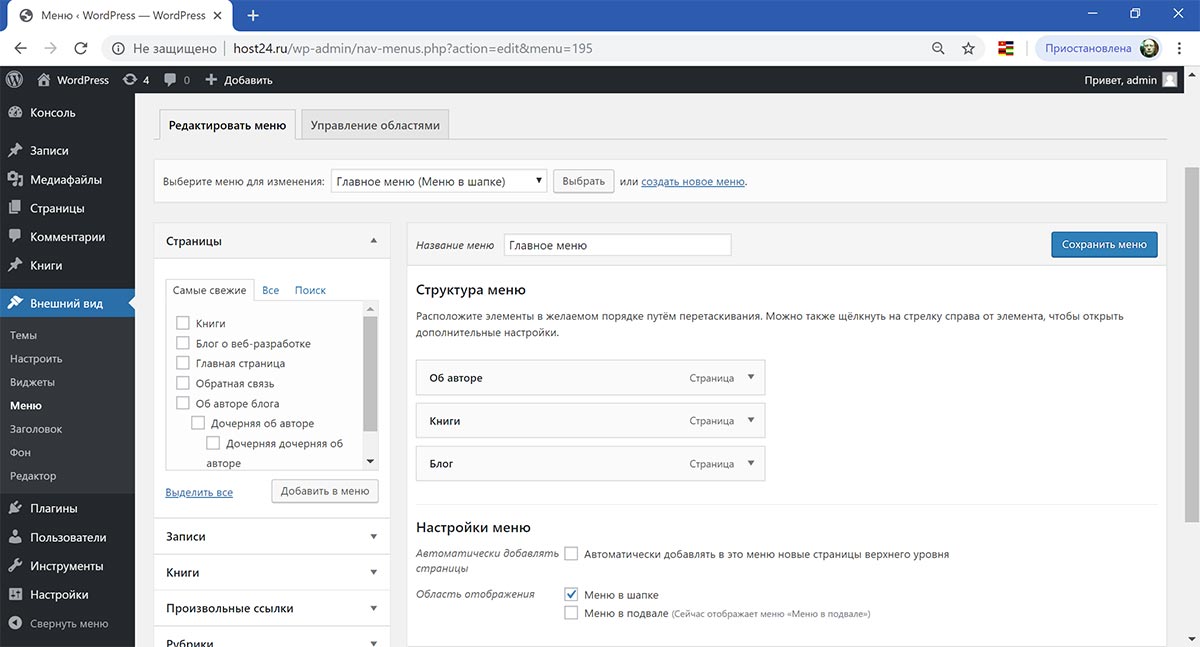 Меню ‹ WordPress — WordPress
Не защищено host24.ru/wp-admin/nav-menus.php?action=edit&menu=195 Приостановлена
WordPress 4 0 Добавить Привет, admin
Консоль
Записи
Медиафайлы
Страницы
Комментарии
Книги
Внешний вид
Темы
Настроить
Виджеты
Меню
Заголовок
Фон
Редактор
Плагины
Пользователи
Инструменты
Настройки
Свернуть меню
Редактировать меню Управление областями
Выберите меню для изменения: Главное меню (Меню в шапке) Выбрать или создать новое меню.
Страницы
Самые свежие Все Поиск
Книги
Блог о веб-разработке
Главная страница
Обратная связь
Об авторе блога
Дочерняя об авторе
Дочерняя дочерняя об
авторе
Выделить все Добавить в меню
Записи
Книги
Произвольные ссылки
Рубрики
Название меню Главное меню Сохранить меню
Структура меню
Расположите элементы в желаемом порядке путём перетаскивания. Можно также щёлкнуть на стрелку справа от элемента, чтобы открыть
дополнительные настройки.
Об авторе Страница
Книги Страница
Блог Страница
Настройки меню
Автоматически добавлять
страницы
Автоматически добавлять в это меню новые страницы верхнего уровня
Область отображения Меню в шапке
Меню в подвале (Сейчас отображает меню «Меню в подвале»)